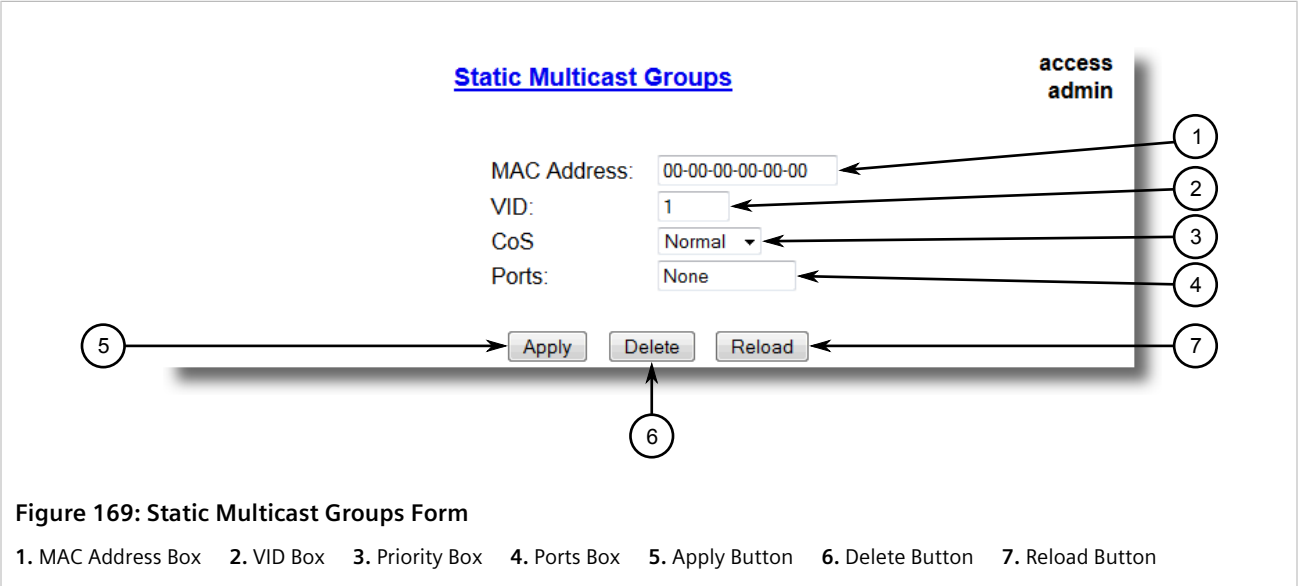 Static Multicast Groups
access
admin
MAC Address: 00-00-00-00-00-00
1
VID: 1
2
CoS Normal
3
Ports: None
4
5
Apply Delete Reload
7
6
Figure 169: Static Multicast Groups Form
1. MAC Address Box 2. VID Box 3. Priority Box 4. Ports Box 5. Apply Button 6. Delete Button 7. Reload Button